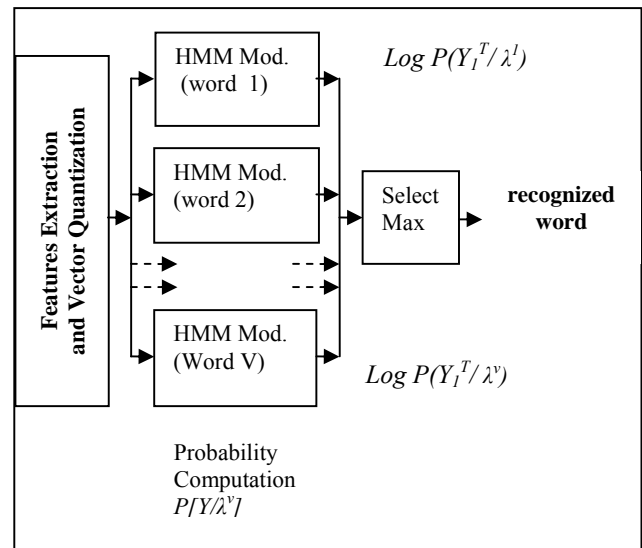 Features Extraction
and Vector Quantization
HMM Mod.
(word 1)
Log P(Y₁ᵀ/ λ¹)
HMM Mod.
(word 2)
Select
Max
recognized
word
HMM Mod.
(Word V)
Log P(Y₁ᵀ/ λᵛ)
Probability
Computation
P[Y/λᵛ]